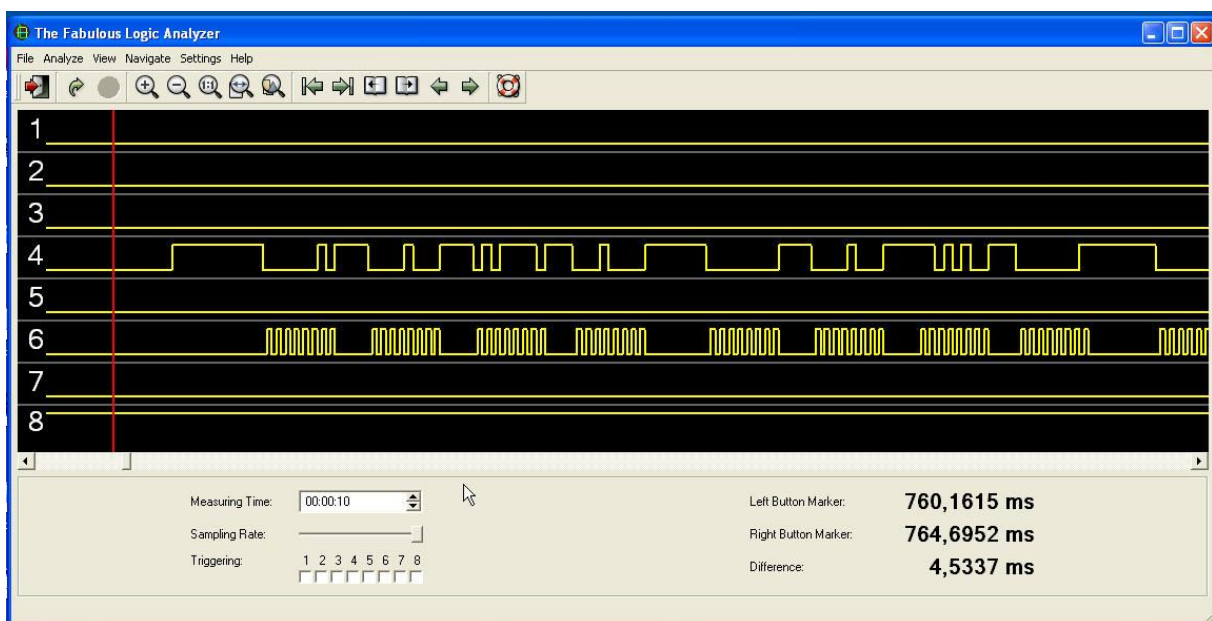 The Fabulous Logic Analyzer
File Analyze View Navigate Settings Help
1:1
1
2
3
4
5
6
7
8
Measuring Time: 00:00:10 Left Button Marker: 760,1615 ms
Sampling Rate: Right Button Marker: 764,6952 ms
Triggering: 1 2 3 4 5 6 7 8 Difference: 4,5337 ms